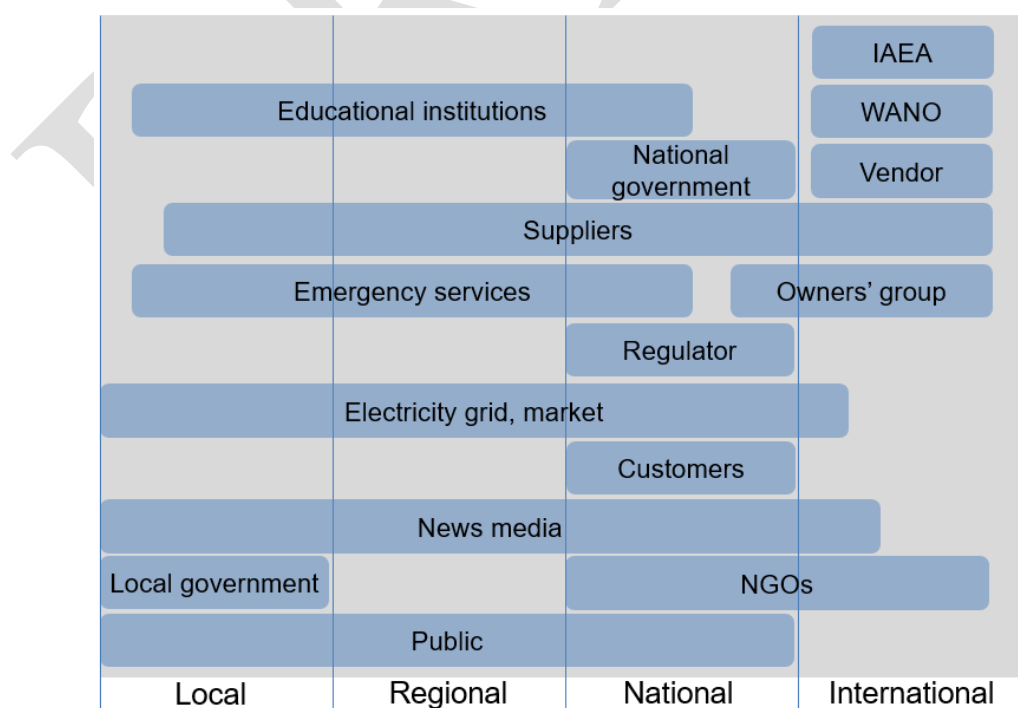 IAEA
Educational institutions
WANO
National
government
Vendor
Suppliers
Emergency services
Owners’ group
Regulator
Electricity grid, market
Customers
News media
Local government
NGOs
Public
Local
Regional
National
International